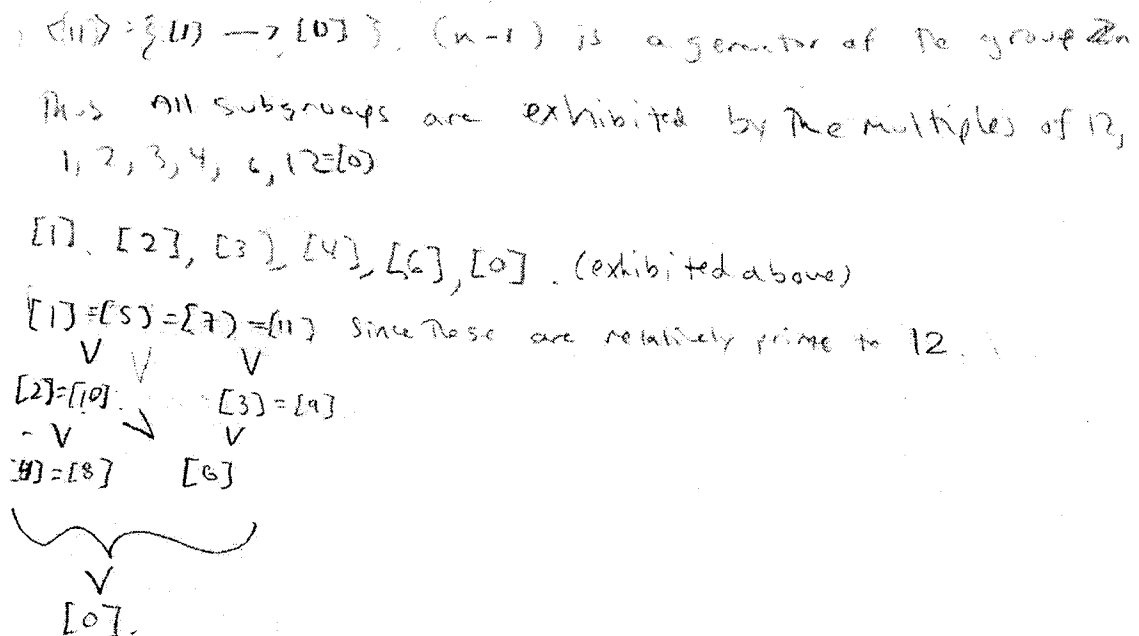 , <11> = {[1] → [0]}. (n-1) is a generator of the group ℤn
Thus All subgroups are exhibited by the multiples of 12,
1, 2, 3, 4, 6, 12=[0]
[1], [2], [3], [4], [6], [0]. (exhibited above)
[1] = [5] = [7] = [11] since these are relatively prime to 12.
[2]=[10] [3] = [9]
[4]=[8] [6]
[0].